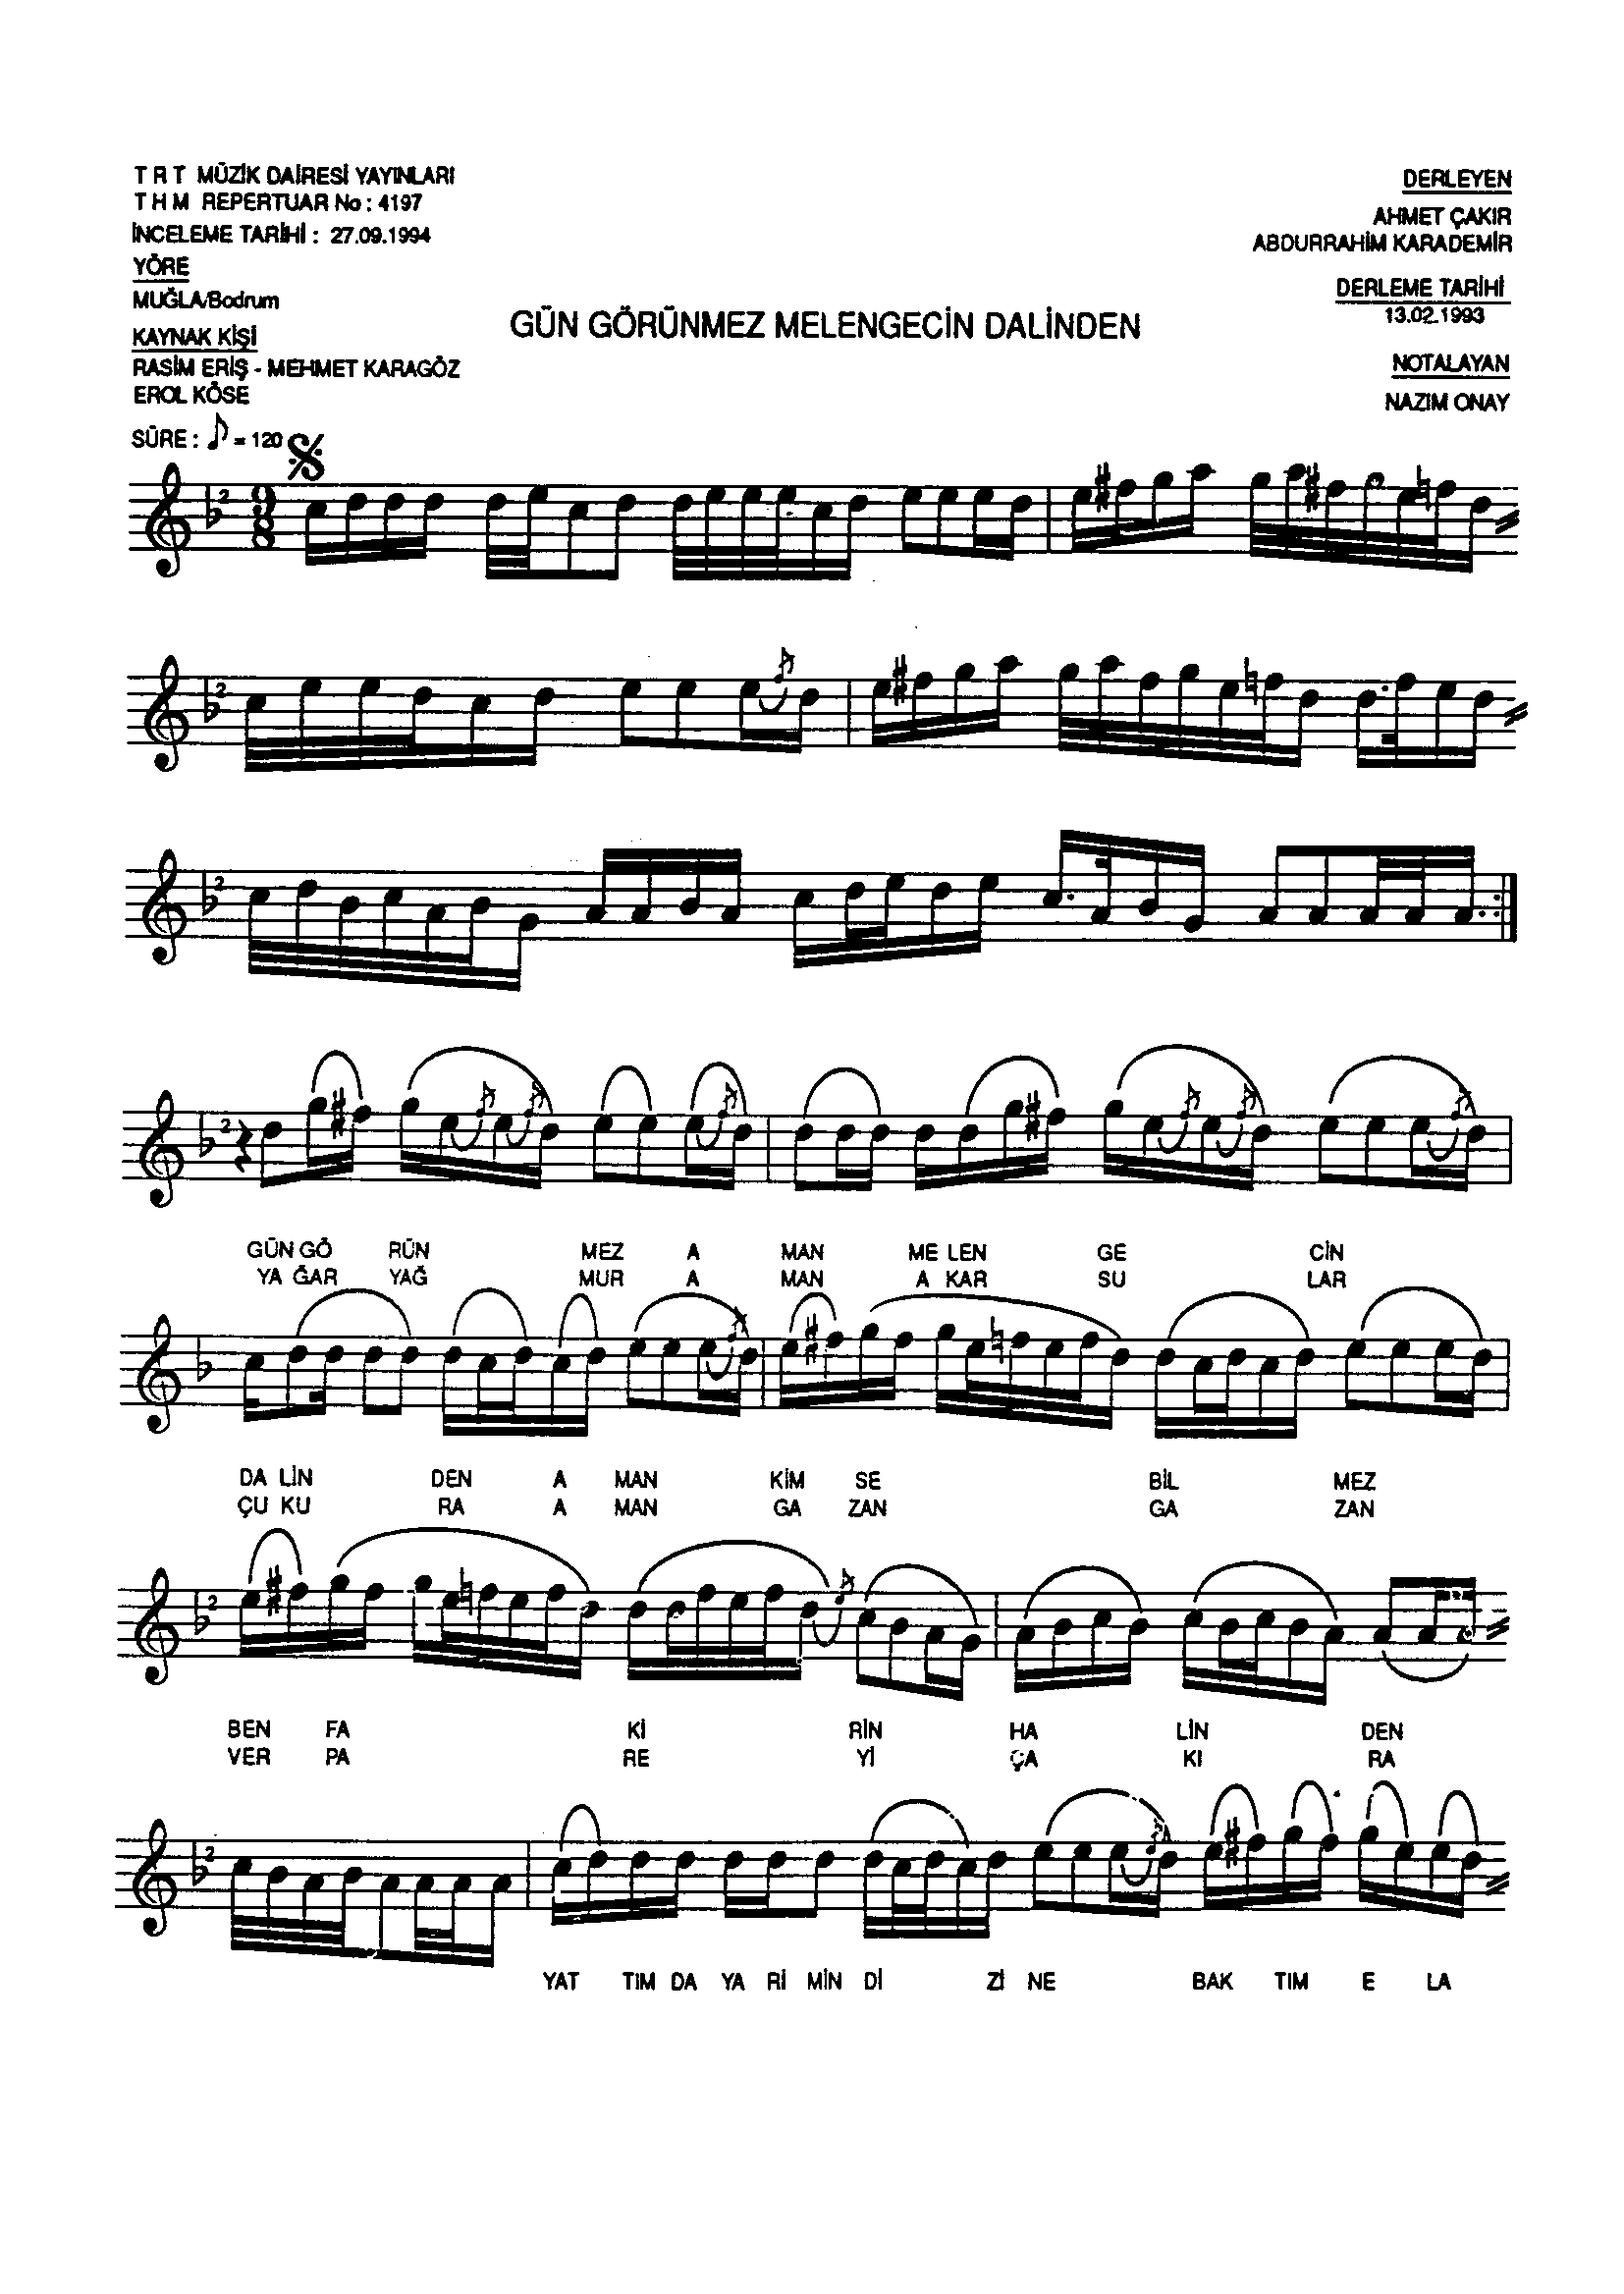 T R T MÜZİK DAİRESİ YAYINLARI
T H M REPERTUAR No : 4197
İNCELEME TARİHİ : 27.09.1994
YÖRE
MUĞLA/Bodrum
KAYNAK KİŞİ
RASİM ERİŞ - MEHMET KARAGÖZ
EROL KÖSE
SÜRE : ♪ = 120
DERLEYEN
AHMET ÇAKIR
ABDURRAHİM KARADEMİR
DERLEME TARİHİ
13.02.1993
NOTALAYAN
NAZIM ONAY
GÜN GÖRÜNMEZ MELENGECİN DALİNDEN
GÜN GÖ RÜN MEZ A MAN ME LEN GE CİN
YA ĞAR YAĞ MUR A MAN A KAR SU LAR
DA LİN DEN A MAN KİM SE BİL MEZ
ÇU KU RA A MAN GA ZAN GA ZAN
BEN FA Kİ RİN HA LİN DEN
VER PA RE Yİ ÇA KI RA
YAT TIM DA YA Rİ MİN Dİ Zİ NE BAK TIM E LA